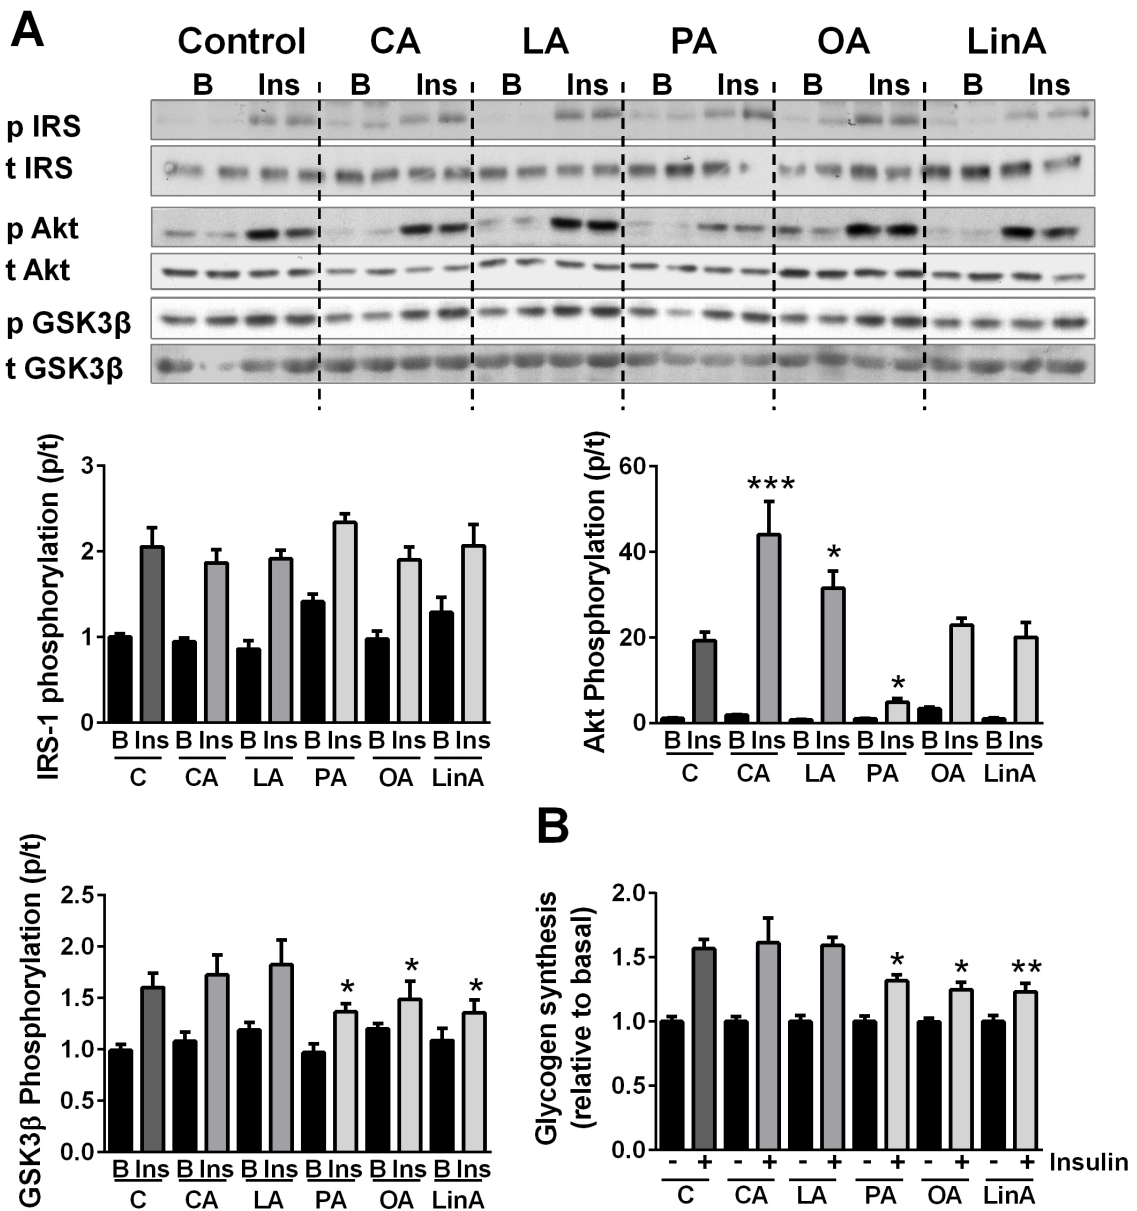 A
Control CA LA PA OA LinA
B Ins B Ins B Ins B Ins B Ins B Ins
p IRS
t IRS
p Akt
t Akt
p GSK3β
t GSK3β
IRS-1 phosphorylation (p/t)
3
2
1
0
B Ins B Ins B Ins B Ins B Ins B Ins
C CA LA PA OA LinA
Akt Phosphorylation (p/t)
60
40
20
0
***
*
*
B Ins B Ins B Ins B Ins B Ins B Ins
C CA LA PA OA LinA
GSK3β Phosphorylation (p/t)
2.5
2.0
1.5
1.0
0.5
0.0
* * *
B Ins B Ins B Ins B Ins B Ins B Ins
C CA LA PA OA LinA
B
Glycogen synthesis
(relative to basal)
2.0
1.5
1.0
0.5
0.0
* * **
- + - + - + - + - + - + Insulin
C CA LA PA OA LinA